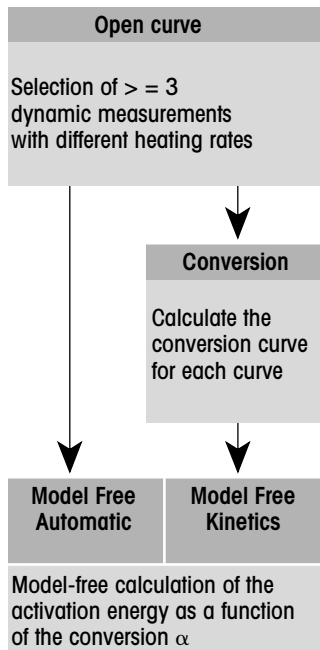 Open curve
Selection of > = 3
dynamic measurements
with different heating rates
Conversion
Calculate the
conversion curve
for each curve
Model Free
Automatic
Model Free
Kinetics
Model-free calculation of the
activation energy as a function
of the conversion α